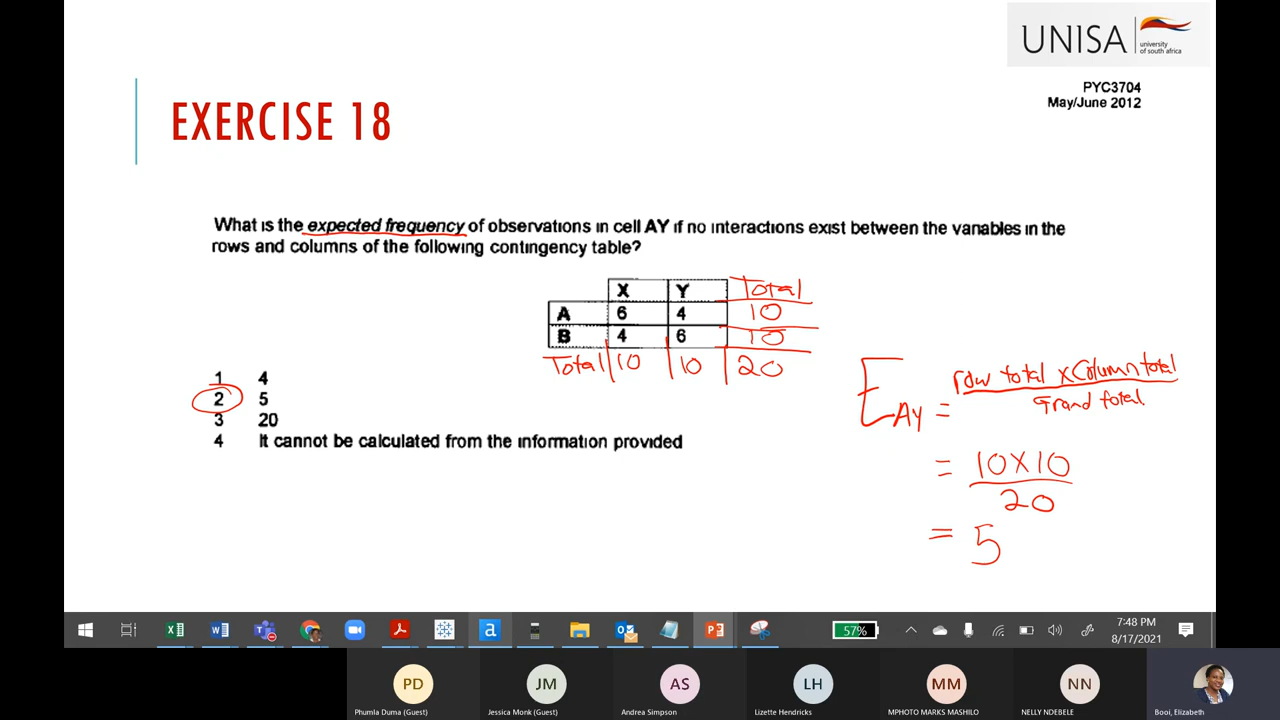 UNISA
university
of south africa
PYC3704
May/June 2012
EXERCISE 18
What is the expected frequency of observations in cell AY if no interactions exist between the variables in the
rows and columns of the following contingency table?
X Y Total
A 6 4 10
B 4 6 10
Total 10 10 20
1 4
2 5
3 20
4 It cannot be calculated from the information provided
EAY = row total x Column total
Grand total
= 10X10
20
= 5
57%
7:48 PM
8/17/2021
PD
JM
AS
LH
MM
NN
Phumla Duma (Guest)
Jessica Monk (Guest)
Andrea Simpson
Lizette Hendricks
MPHOTO MARKS MASHILO
NELLY NDEBELE
Booi, Elizabeth